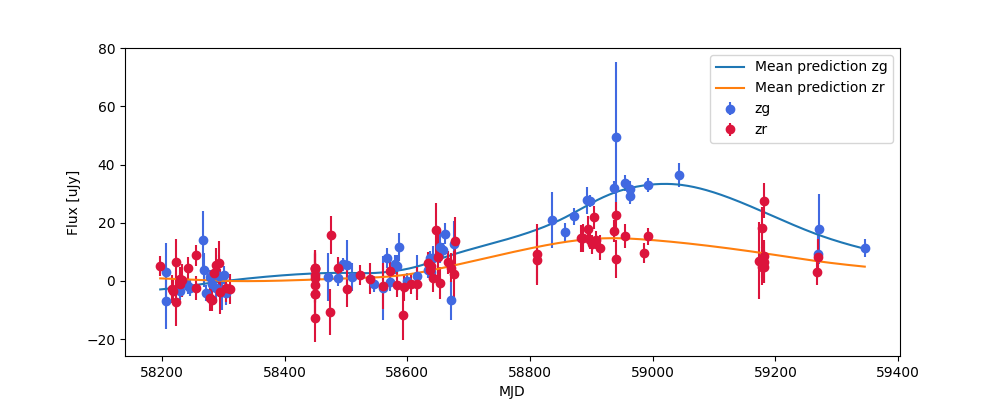 80
60
40
20
0
−20
Flux [uJy]
58200 58400 58600 58800 59000 59200 59400
MJD
Mean prediction zg
Mean prediction zr
zg
zr